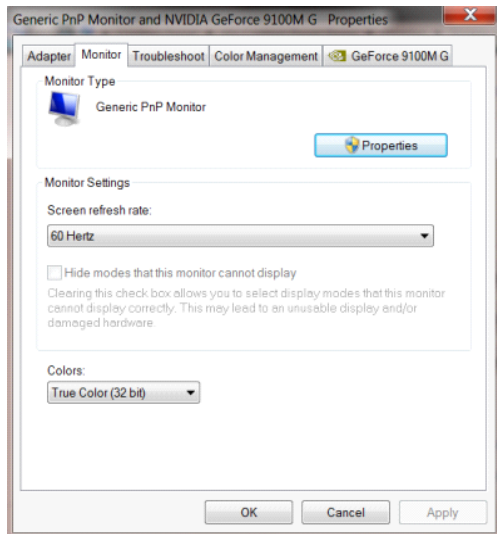 Generic PnP Monitor and NVIDIA GeForce 9100M G Properties
Adapter Monitor Troubleshoot Color Management GeForce 9100M G
Monitor Type
Generic PnP Monitor
Properties
Monitor Settings
Screen refresh rate:
60 Hertz
Hide modes that this monitor cannot display
Clearing this check box allows you to select display modes that this monitor
cannot display correctly. This may lead to an unusable display and/or
damaged hardware.
Colors:
True Color (32 bit)
OK Cancel Apply